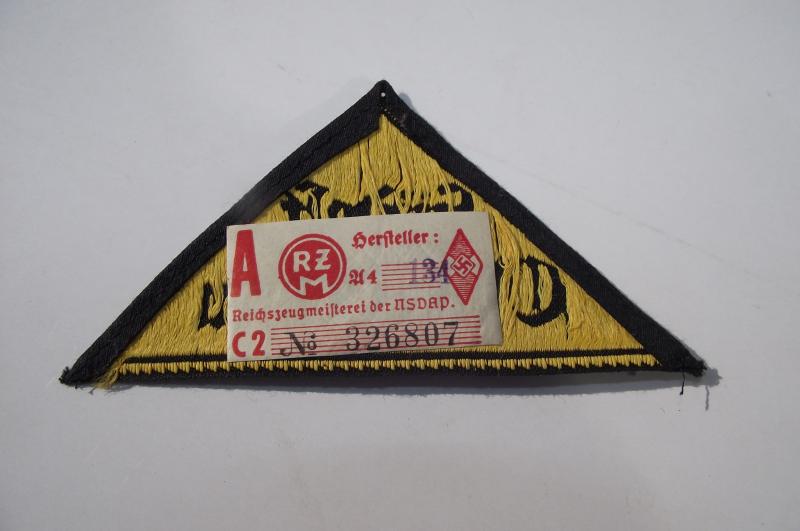 A RZM Hersteller:
A4 134
Reichszeugmeisterei der NSDAP.
C2 No 326807